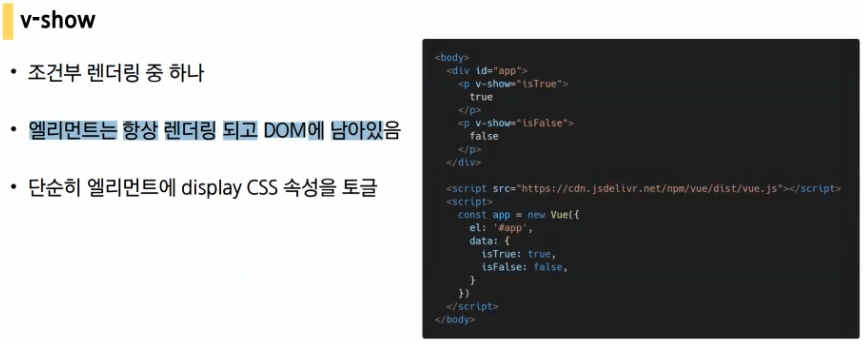 v-show
• 조건부 렌더링 중 하나
• 엘리먼트는 항상 렌더링 되고 DOM에 남아있음
• 단순히 엘리먼트에 display CSS 속성을 토글
<body>
  <div id="app">
    <p v-show="isTrue">
      true
    </p>
    <p v-show="isFalse">
      false
    </p>
  </div>

  <script src="https://cdn.jsdelivr.net/npm/vue/dist/vue.js"></script>
  <script>
    const app = new Vue({
      el: '#app',
      data: {
        isTrue: true,
        isFalse: false,
      }
    })
  </script>
</body>